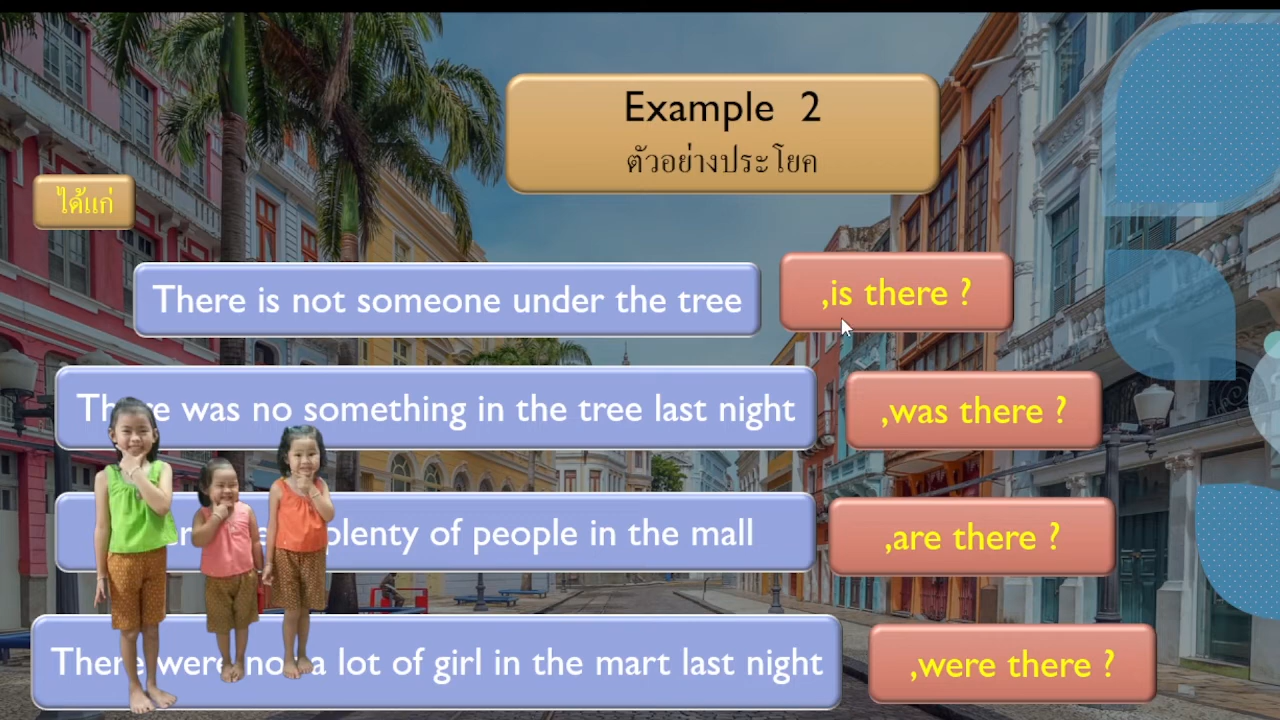 Example 2
ตัวอย่างประโยค
ได้แก่
There is not someone under the tree ,is there ?
There was no something in the tree last night ,was there ?
plenty of people in the mall ,are there ?
There were a lot of girl in the mart last night ,were there ?